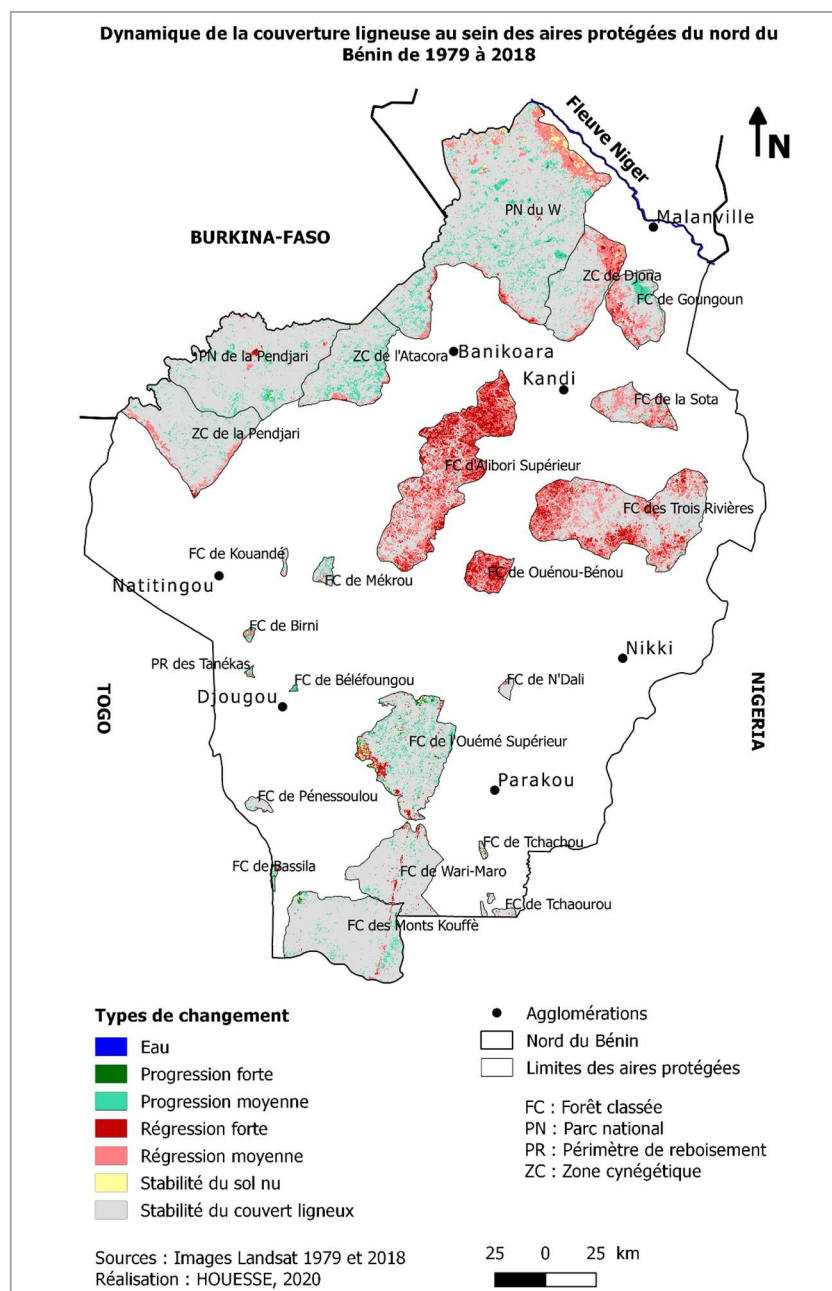 Dynamique de la couverture ligneuse au sein des aires protégées du nord du
Bénin de 1979 à 2018
Fleuve Niger
N
PN du W
Malanville
BURKINA-FASO
ZC de Djona
FC de Goungoun
PN de la Pendjari
ZC de l'Atacora
Banikoara
Kandi
FC de la Sota
ZC de la Pendjari
FC d'Alibori Supérieur
FC des Trois Rivières
FC de Kouandé
Natitingou
FC de Mékrou
FC de Ouénou-Bénou
FC de Birni
Nikki
PR des Tanékas
FC de Béléfoungou
FC de N'Dali
Djougou
TOGO
NIGERIA
FC de l'Ouémé Supérieur
Parakou
FC de Pénessoulou
FC de Tchachou
FC de Bassila
FC de Wari-Maro
FC de Tchaourou
FC des Monts Kouffè
Types de changement
Eau
Progression forte
Progression moyenne
Régression forte
Régression moyenne
Stabilité du sol nu
Stabilité du couvert ligneux
Agglomérations
Nord du Bénin
Limites des aires protégées
FC : Forêt classée
PN : Parc national
PR : Périmètre de reboisement
ZC : Zone cynégétique
Sources : Images Landsat 1979 et 2018
Réalisation : HOUESSE, 2020
25 0 25 km